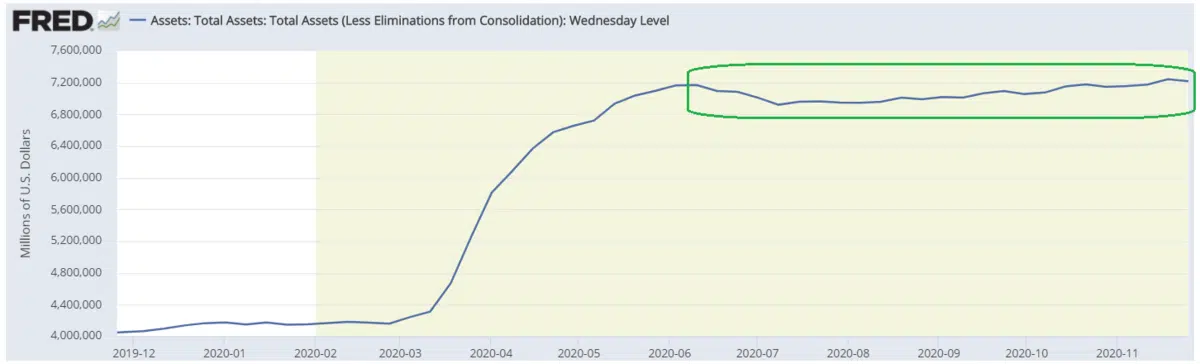 FRED
Assets: Total Assets: Total Assets (Less Eliminations from Consolidation): Wednesday Level
Millions of U.S. Dollars
7,600,000
7,200,000
6,800,000
6,400,000
6,000,000
5,600,000
5,200,000
4,800,000
4,400,000
4,000,000
2019-12 2020-01 2020-02 2020-03 2020-04 2020-05 2020-06 2020-07 2020-08 2020-09 2020-10 2020-11